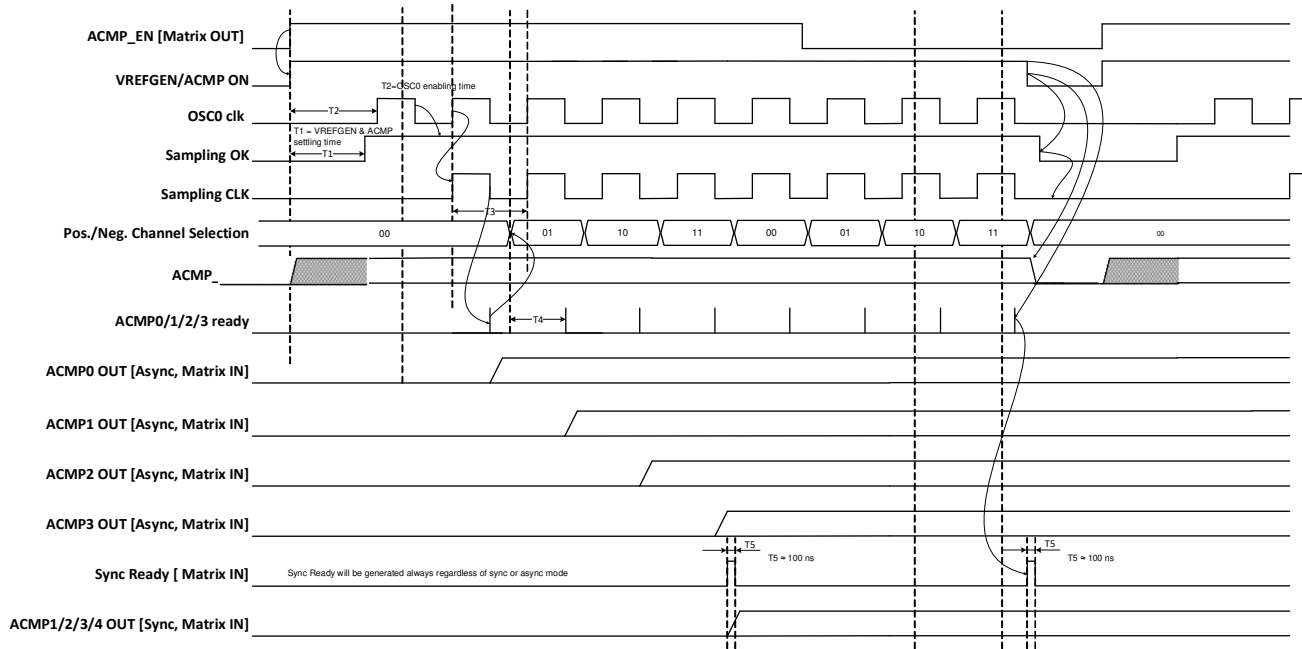 ACMP_EN [Matrix OUT]
VREFGEN/ACMP ON
T2=OSC0 enabling time
T2
OSC0 clk
T1 = VREFGEN & ACMP
settling time
T1
Sampling OK
Sampling CLK
T3
Pos./Neg. Channel Selection
00 01 10 11 00 01 10 11 00
ACMP_
ACMP0/1/2/3 ready
T4
ACMP0 OUT [Async, Matrix IN]
ACMP1 OUT [Async, Matrix IN]
ACMP2 OUT [Async, Matrix IN]
ACMP3 OUT [Async, Matrix IN]
T5 T5
T5 ≈ 100 ns T5 ≈ 100 ns
Sync Ready [ Matrix IN] Sync Ready will be generated always regardless of sync or async mode
ACMP1/2/3/4 OUT [Sync, Matrix IN]